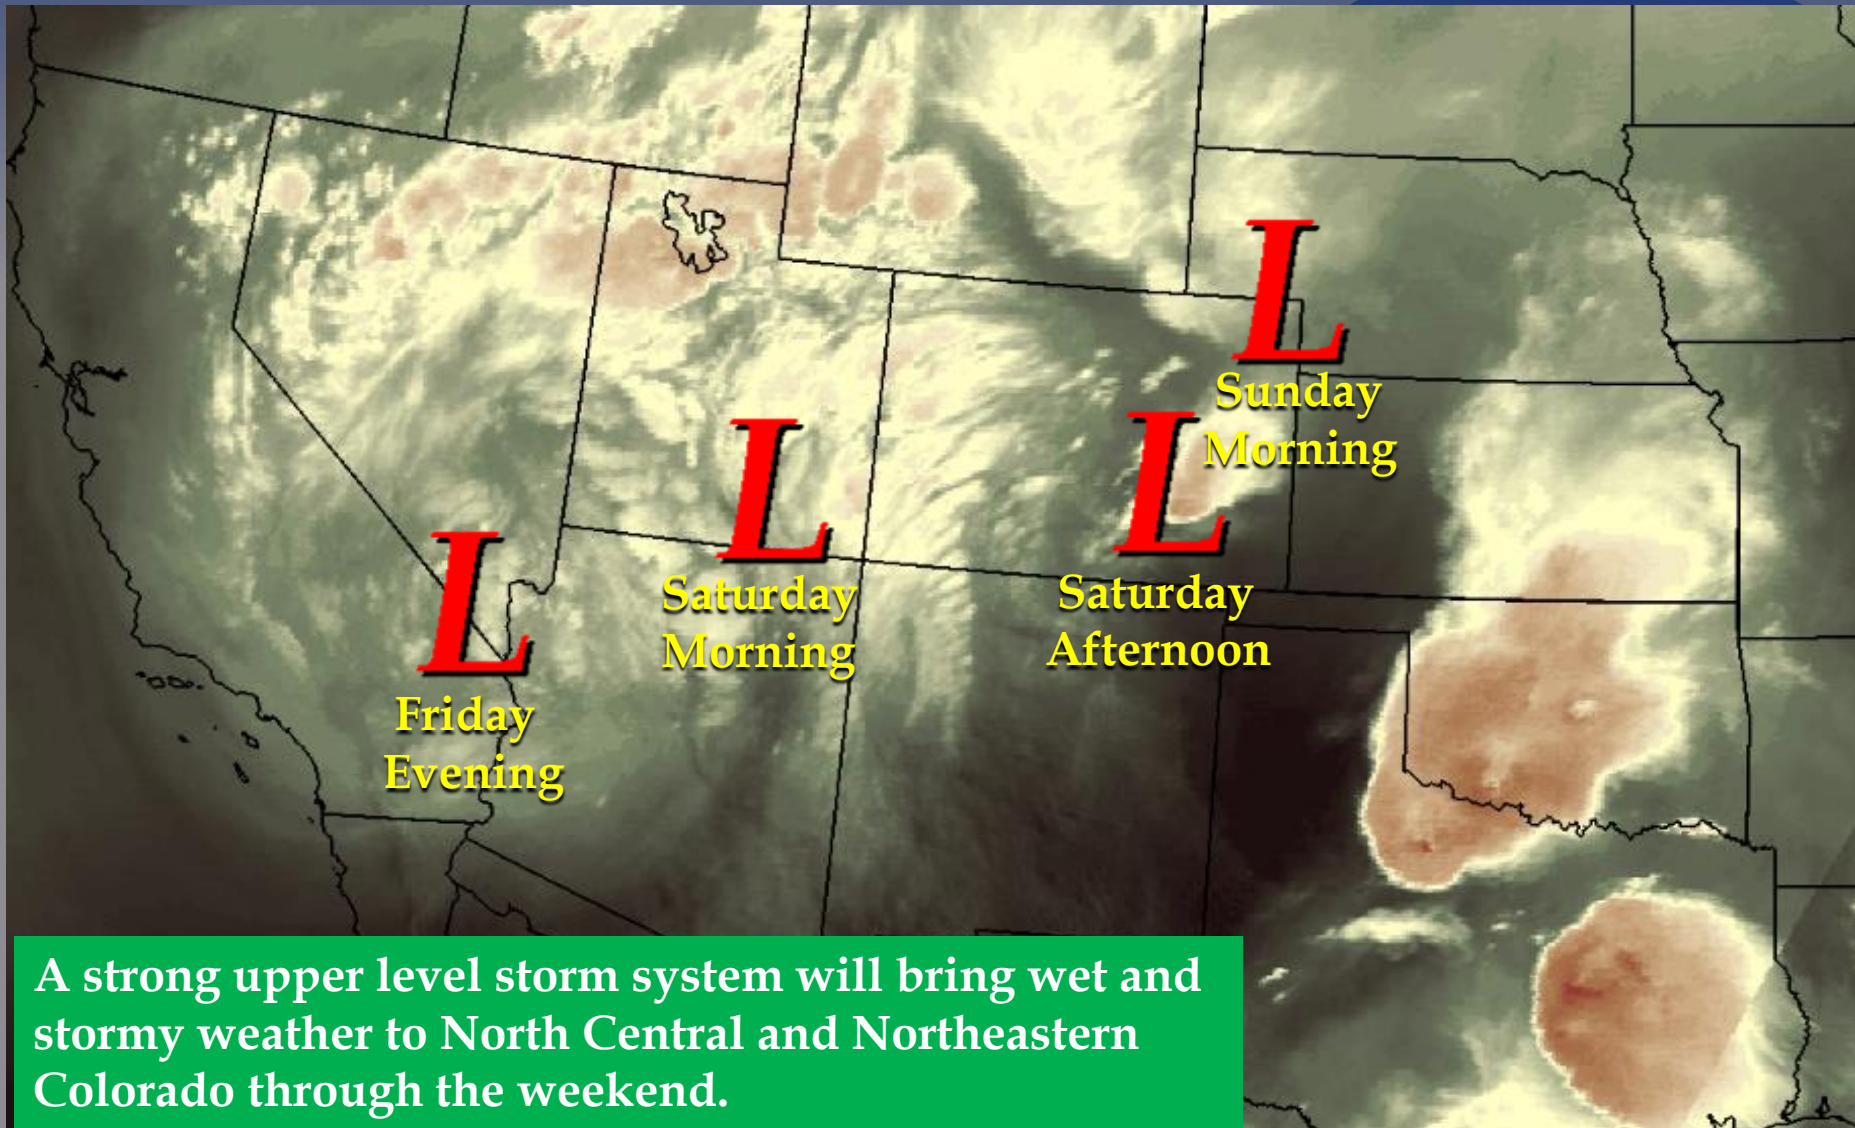 L
Sunday
Morning
L
Saturday
Afternoon
L
Saturday
Morning
L
Friday
Evening
A strong upper level storm system will bring wet and
stormy weather to North Central and Northeastern
Colorado through the weekend.